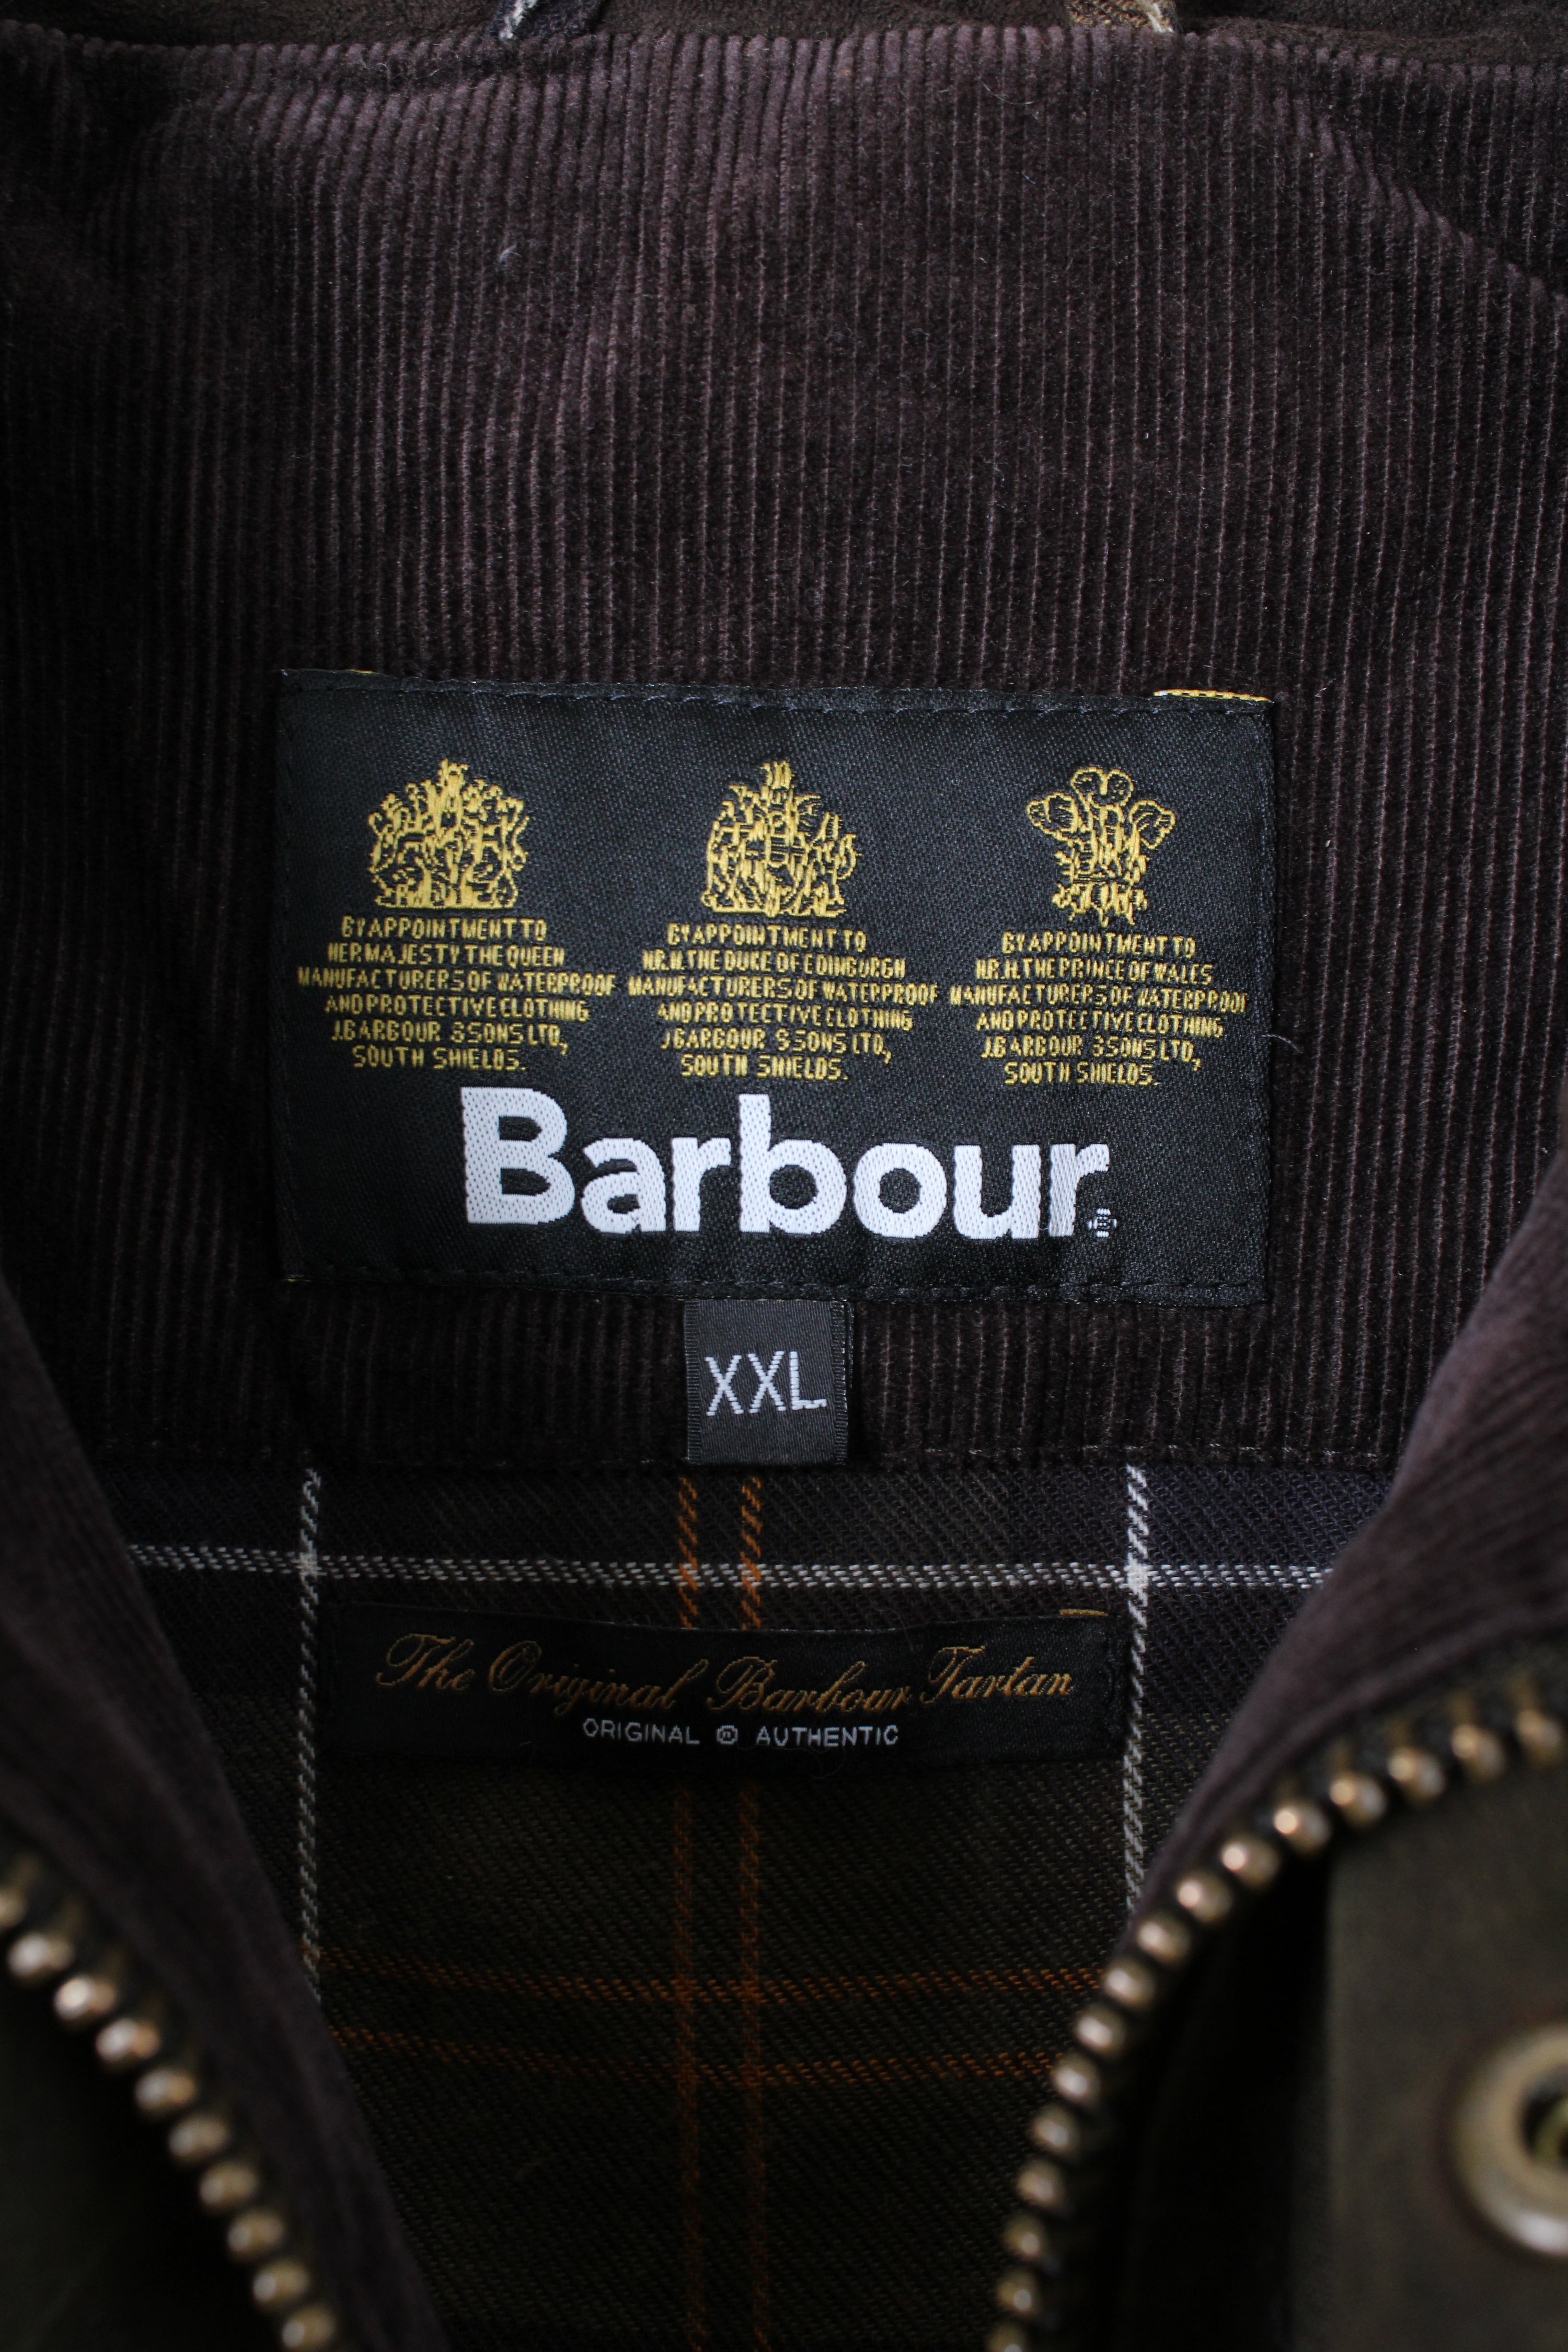 BY APPOINTMENT TO
HER MAJESTY THE QUEEN
MANUFACTURERS OF WATERPROOF
AND PROTECTIVE CLOTHING
J.BARBOUR & SONS LTD,
SOUTH SHIELDS.
BY APPOINTMENT TO
H.R.H. THE DUKE OF EDINBURGH
MANUFACTURERS OF WATERPROOF
AND PROTECTIVE CLOTHING
J.BARBOUR & SONS LTD,
SOUTH SHIELDS.
BY APPOINTMENT TO
H.R.H. THE PRINCE OF WALES
MANUFACTURERS OF WATERPROOF
AND PROTECTIVE CLOTHING
J.BARBOUR & SONS LTD,
SOUTH SHIELDS.
Barbour®
XXL
The Original Barbour Tartan
ORIGINAL ® AUTHENTIC